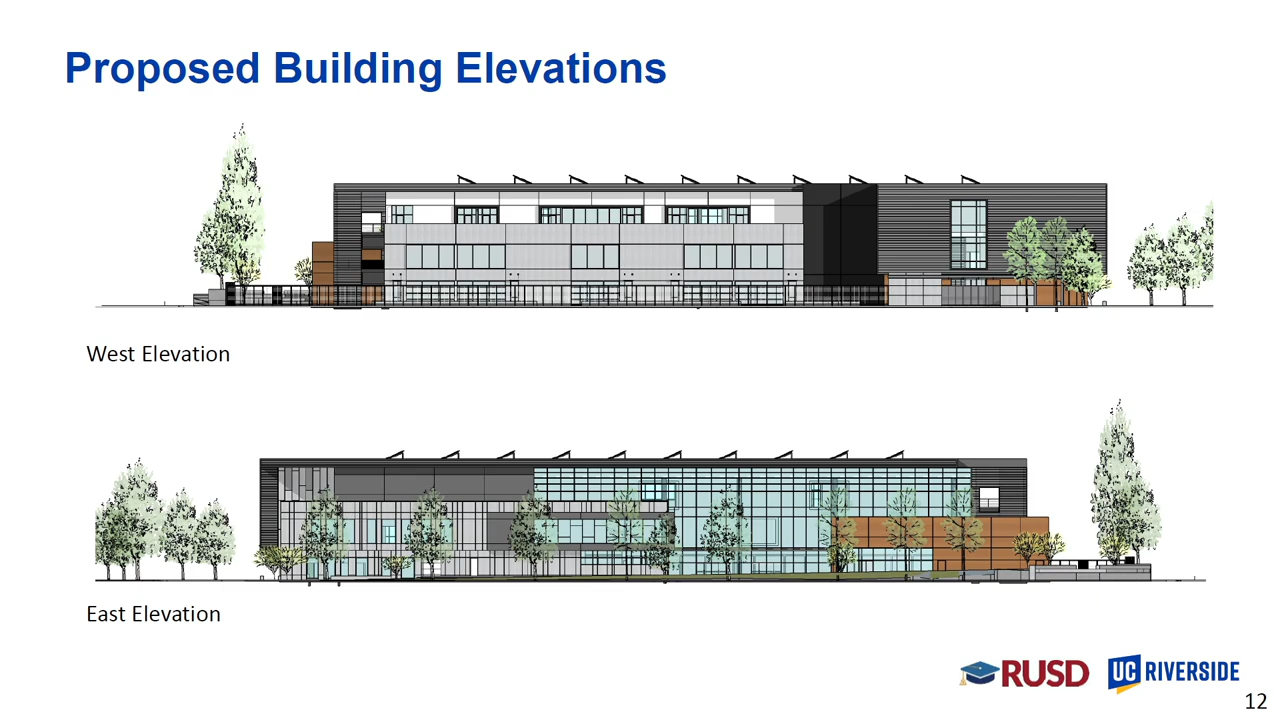 Proposed Building Elevations
West Elevation
East Elevation
RUSD
UC RIVERSIDE
12